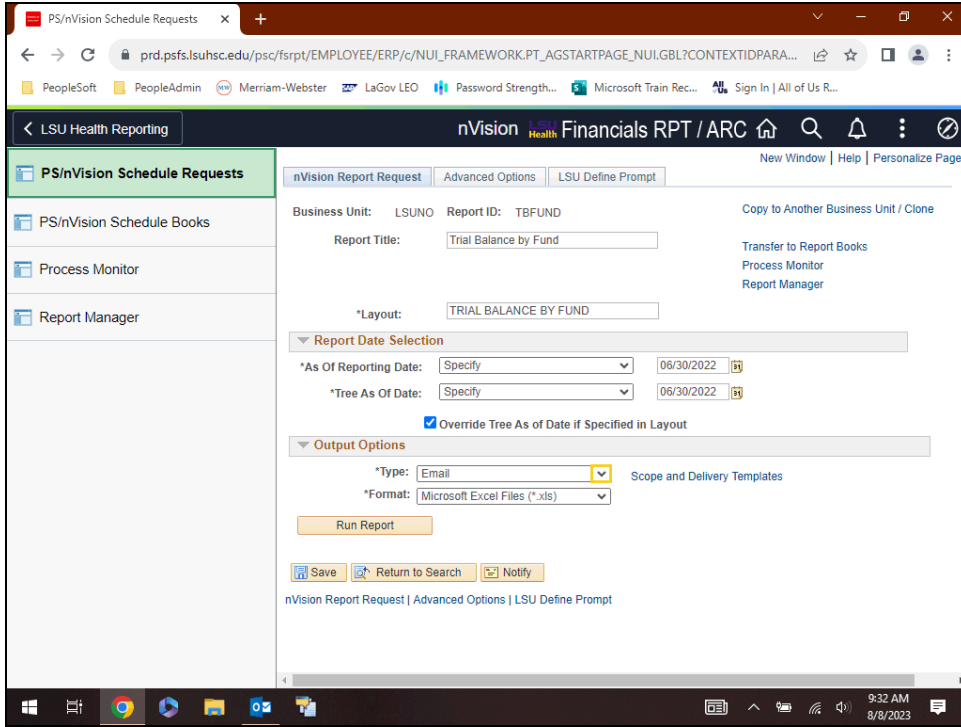 PS/nVision Schedule Requests
prd.psfs.lsuhsc.edu/psc/fsrpt/EMPLOYEE/ERP/c/NUI_FRAMEWORK.PT_AGSTARTPAGE_NUI.GBL?CONTEXTIDPARA...
PeopleSoft PeopleAdmin Merriam-Webster LaGov LEO Password Strength... Microsoft Train Rec... Sign In | All of Us R...
LSU Health Reporting nVision LSU Health Financials RPT / ARC
New Window | Help | Personalize Page
PS/nVision Schedule Requests
PS/nVision Schedule Books
Process Monitor
Report Manager
nVision Report Request Advanced Options LSU Define Prompt
Business Unit: LSUNO Report ID: TBFUND Copy to Another Business Unit / Clone
Report Title: Trial Balance by Fund
Transfer to Report Books
Process Monitor
Report Manager
*Layout: TRIAL BALANCE BY FUND
Report Date Selection
*As Of Reporting Date: Specify 06/30/2022
*Tree As Of Date: Specify 06/30/2022
Override Tree As of Date if Specified in Layout
Output Options
*Type: Email Scope and Delivery Templates
*Format: Microsoft Excel Files (*.xls)
Run Report
Save Return to Search Notify
nVision Report Request | Advanced Options | LSU Define Prompt
9:32 AM
8/8/2023